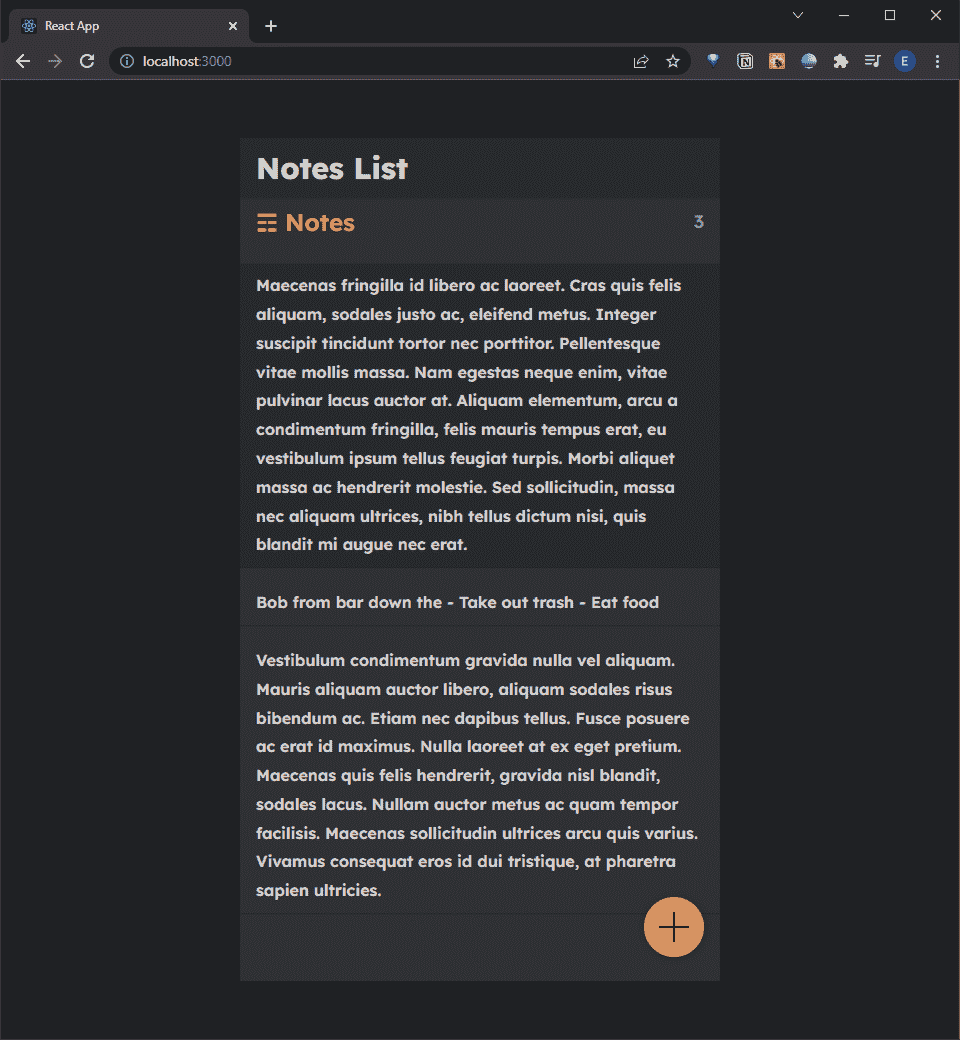 React App
localhost:3000
E
Notes List
Notes
3
Maecenas fringilla id libero ac laoreet. Cras quis felis
aliquam, sodales justo ac, eleifend metus. Integer
suscipit tincidunt tortor nec porttitor. Pellentesque
vitae mollis massa. Nam egestas neque enim, vitae
pulvinar lacus auctor at. Aliquam elementum, arcu a
condimentum fringilla, felis mauris tempus erat, eu
vestibulum ipsum tellus feugiat turpis. Morbi aliquet
massa ac hendrerit molestie. Sed sollicitudin, massa
nec aliquam ultrices, nibh tellus dictum nisi, quis
blandit mi augue nec erat.
Bob from bar down the - Take out trash - Eat food
Vestibulum condimentum gravida nulla vel aliquam.
Mauris aliquam auctor libero, aliquam sodales risus
bibendum ac. Etiam nec dapibus tellus. Fusce posuere
ac erat id maximus. Nulla laoreet at ex eget pretium.
Maecenas quis felis hendrerit, gravida nisl blandit,
sodales lacus. Nullam auctor metus ac quam tempor
facilisis. Maecenas sollicitudin ultrices arcu quis varius.
Vivamus consequat eros id dui tristique, at pharetra
sapien ultricies.